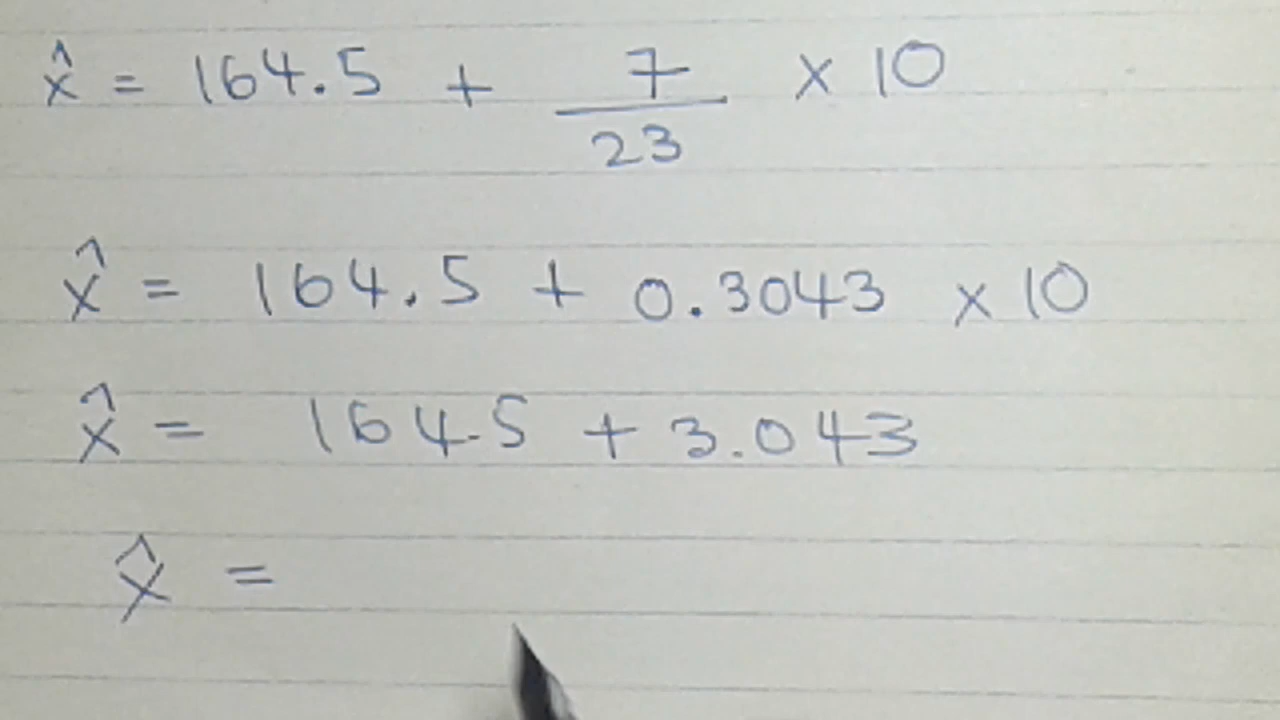 x̂ = 164.5 + 7/23 × 10
x̂ = 164.5 + 0.3043 × 10
x̂ = 164.5 + 3.043
x̂ =